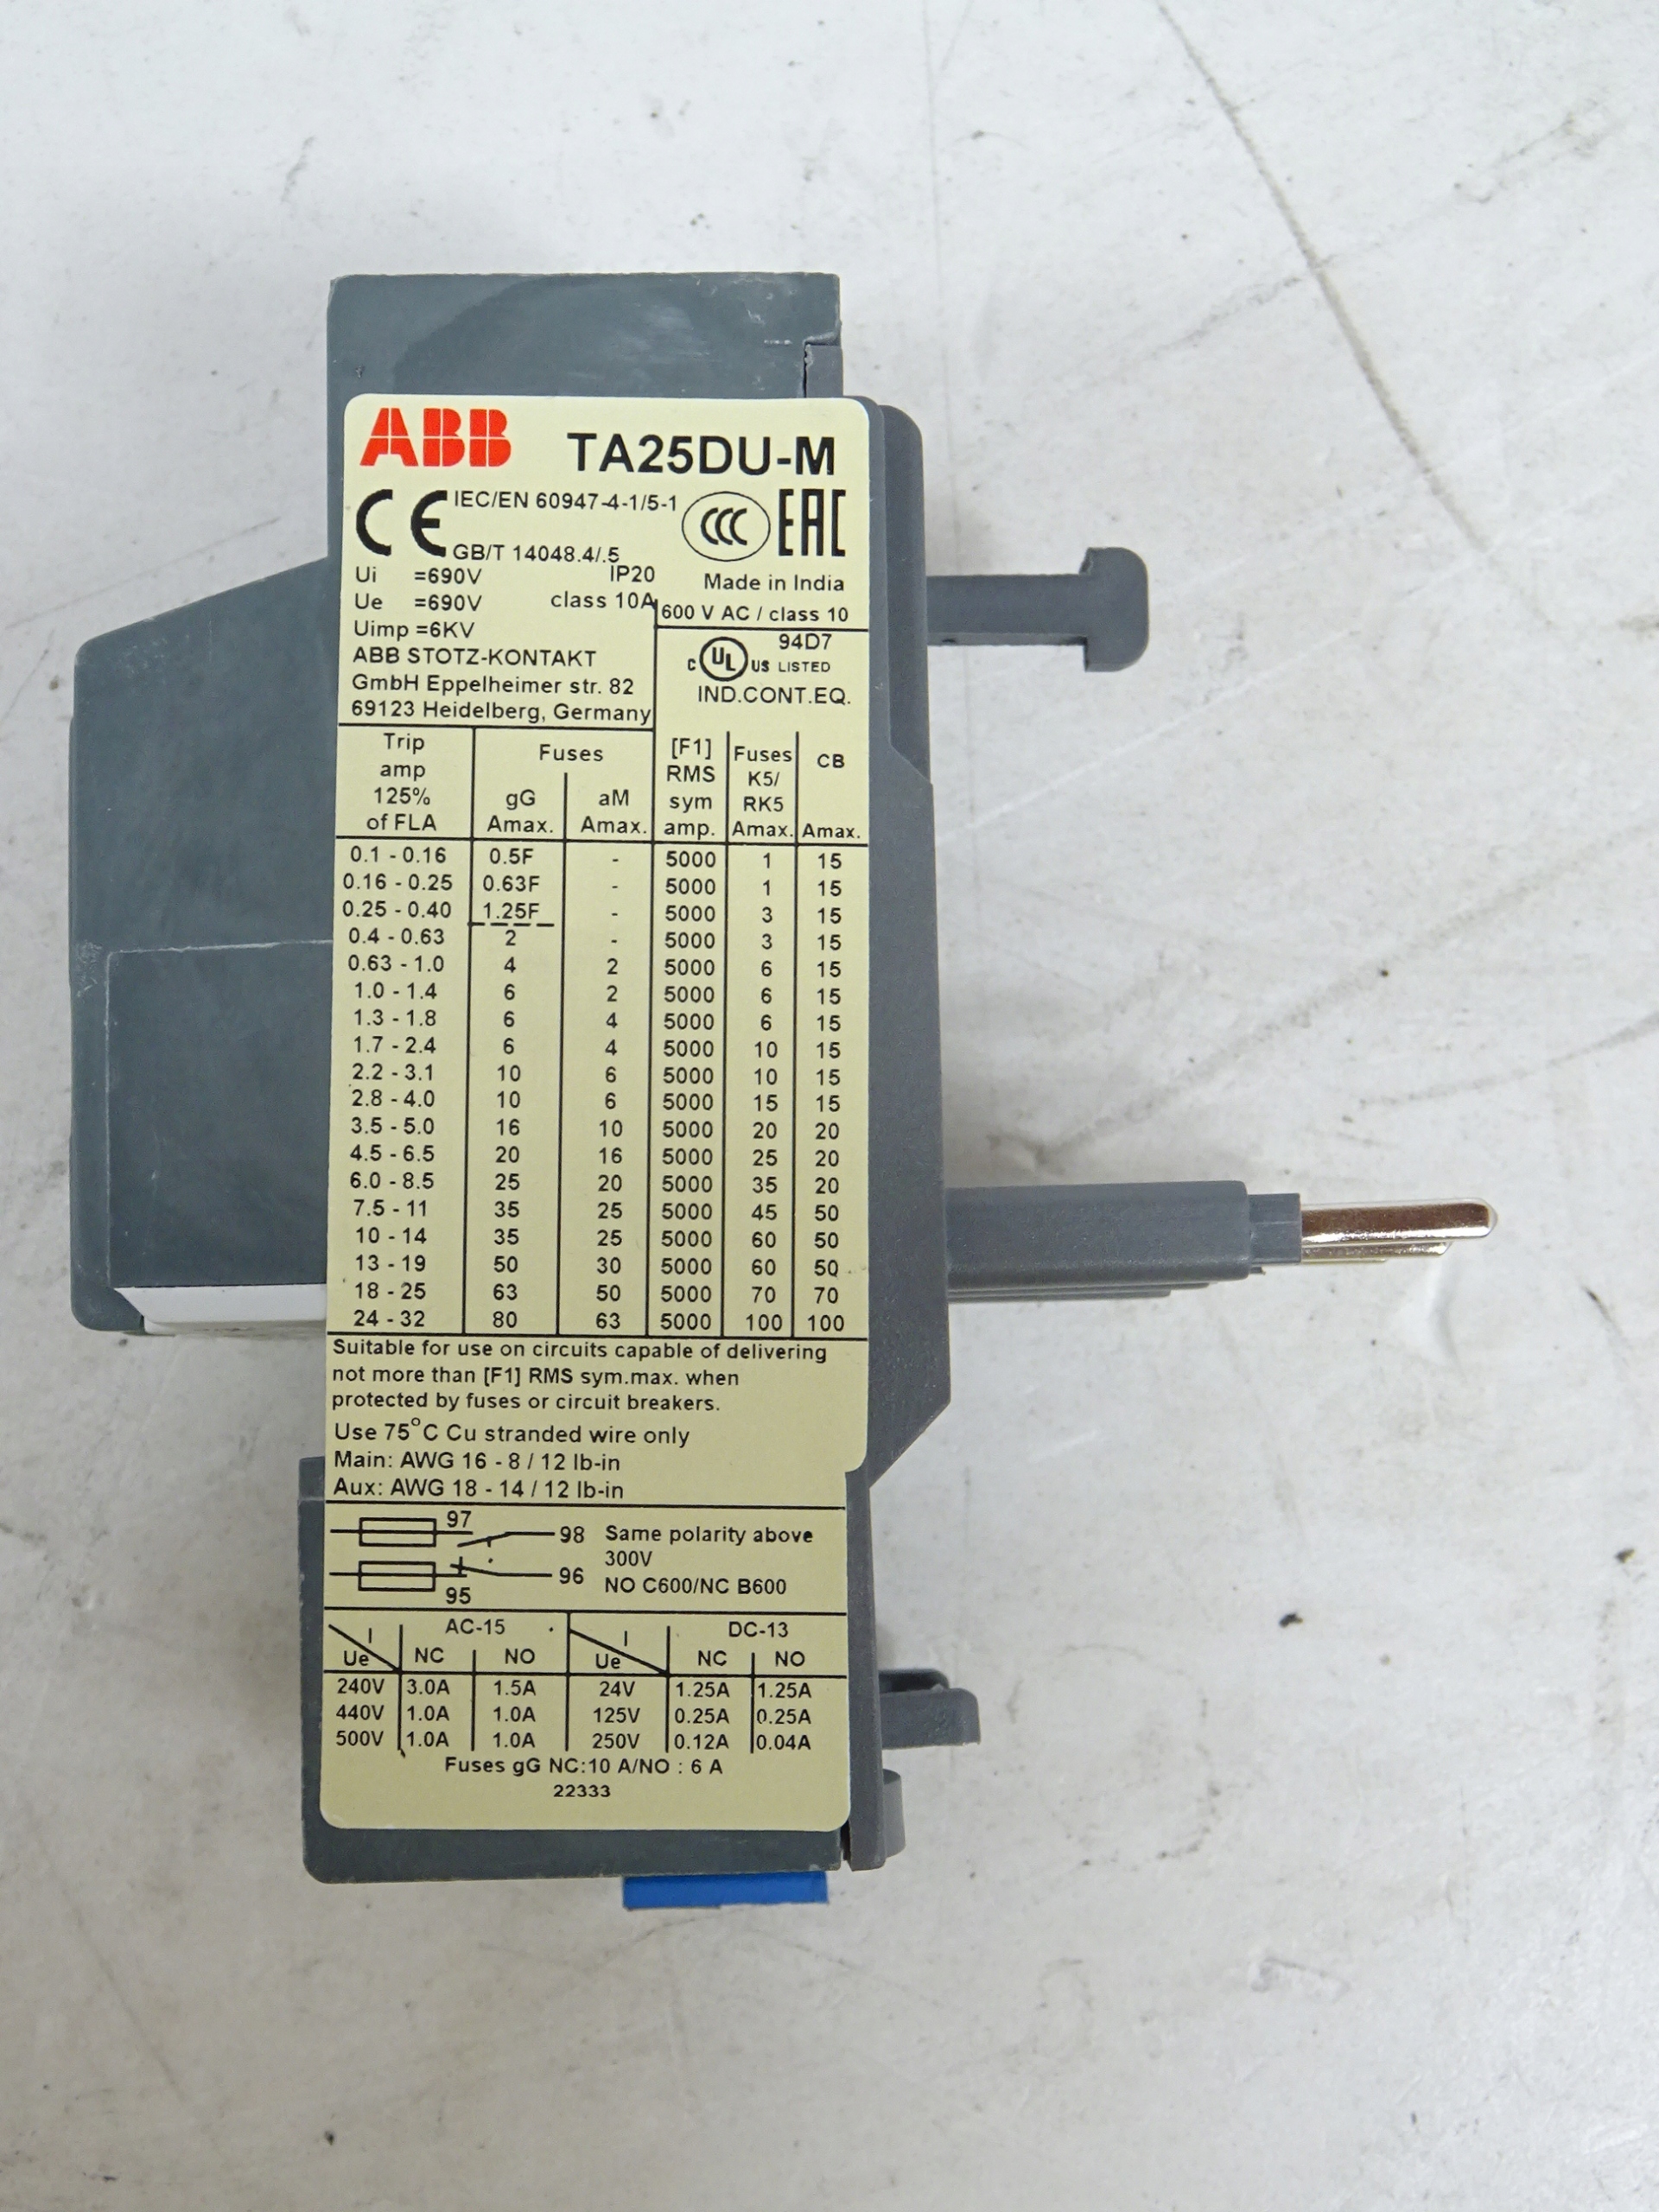 ABB TA25DU-M
CE IEC/EN 60947-4-1/5-1 CCC EAC
GB/T 14048.4/.5
Ui =690V IP20 Made in India
Ue =690V class 10A 600 V AC / class 10
Uimp =6KV 94D7
ABB STOTZ-KONTAKT C UL US LISTED
GmbH Eppelheimer str. 82 IND.CONT.EQ.
69123 Heidelberg, Germany
Trip amp 125% of FLA Fuses gG Amax. aM Amax. [F1] RMS sym amp. Fuses K5/ RK5 Amax. CB Amax.
0.1 - 0.16 0.5F - 5000 1 15
0.16 - 0.25 0.63F - 5000 1 15
0.25 - 0.40 1.25F - 5000 3 15
0.4 - 0.63 2 - 5000 3 15
0.63 - 1.0 4 2 5000 6 15
1.0 - 1.4 6 2 5000 6 15
1.3 - 1.8 6 4 5000 6 15
1.7 - 2.4 6 4 5000 10 15
2.2 - 3.1 10 6 5000 10 15
2.8 - 4.0 10 6 5000 15 15
3.5 - 5.0 16 10 5000 20 20
4.5 - 6.5 20 16 5000 25 20
6.0 - 8.5 25 20 5000 35 20
7.5 - 11 35 25 5000 45 50
10 - 14 35 25 5000 60 50
13 - 19 50 30 5000 60 50
18 - 25 63 50 5000 70 70
24 - 32 80 63 5000 100 100
Suitable for use on circuits capable of delivering
not more than [F1] RMS sym.max. when
protected by fuses or circuit breakers.
Use 75°C Cu stranded wire only
Main: AWG 16 - 8 / 12 lb-in
Aux: AWG 18 - 14 / 12 lb-in
97 98 Same polarity above
300V
95 96 NO C600/NC B600
AC-15 DC-13
I Ue NC NO I Ue NC NO
240V 3.0A 1.5A 24V 1.25A 1.25A
440V 1.0A 1.0A 125V 0.25A 0.25A
500V 1.0A 1.0A 250V 0.12A 0.04A
Fuses gG NC:10 A/NO : 6 A
22333